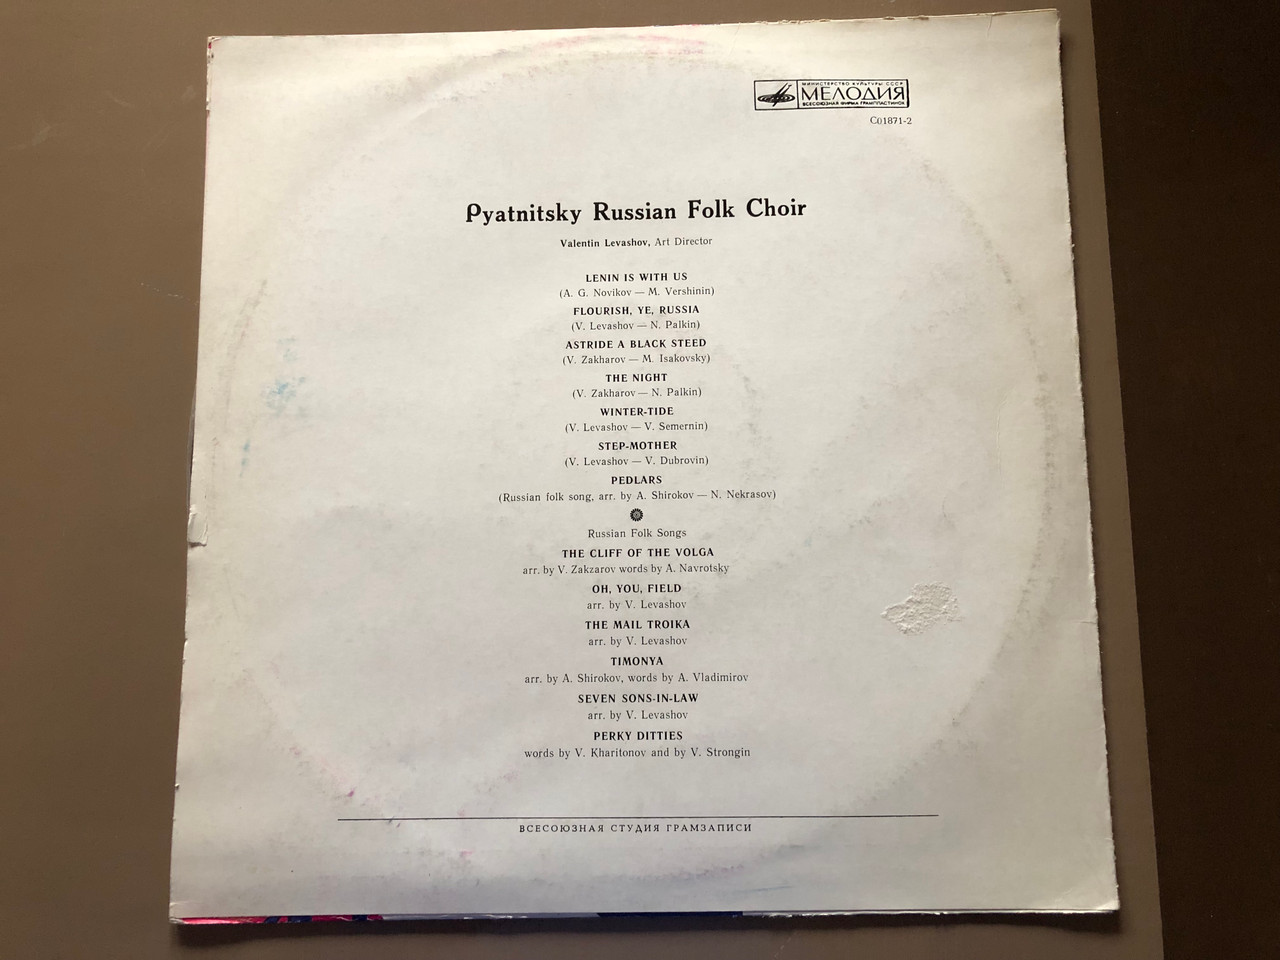 МИНИСТЕРСТВО КУЛЬТУРЫ СССР
МЕЛОДИЯ
ВСЕСОЮЗНАЯ ФИРМА ГРАМПЛАСТИНОК
С01871-2
Pyatnitsky Russian Folk Choir
Valentin Levashov, Art Director
LENIN IS WITH US
(A. G. Novikov — M. Vershinin)
FLOURISH, YE, RUSSIA
(V. Levashov — N. Palkin)
ASTRIDE A BLACK STEED
(V. Zakharov — M. Isakovsky)
THE NIGHT
(V. Zakharov — N. Palkin)
WINTER-TIDE
(V. Levashov — V. Semernin)
STEP-MOTHER
(V. Levashov — V. Dubrovin)
PEDLARS
(Russian folk song, arr. by A. Shirokov — N. Nekrasov)
Russian Folk Songs
THE CLIFF OF THE VOLGA
arr. by V. Zakzarov words by A. Navrotsky
OH, YOU, FIELD
arr. by V. Levashov
THE MAIL TROIKA
arr. by V. Levashov
TIMONYA
arr. by A. Shirokov, words by A. Vladimirov
SEVEN SONS-IN-LAW
arr. by V. Levashov
PERKY DITTIES
words by V. Kharitonov and by V. Strongin
ВСЕСОЮЗНАЯ СТУДИЯ ГРАМЗАПИСИ